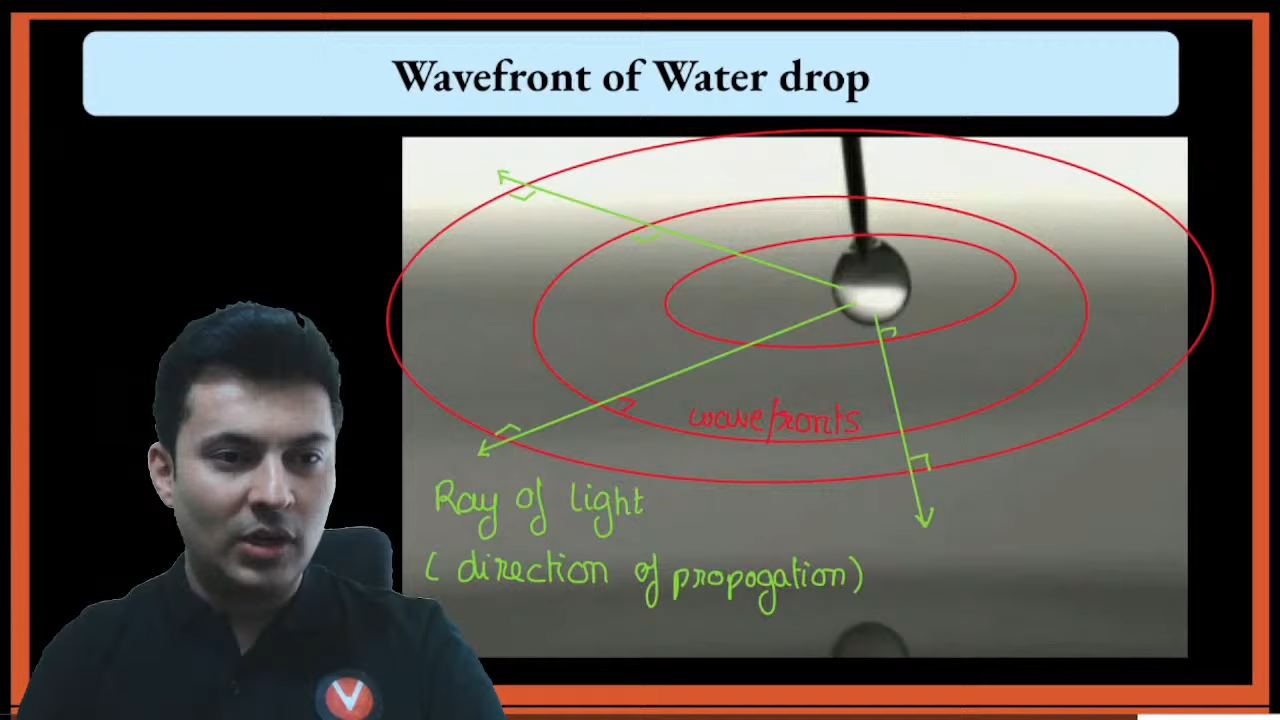 Wavefront of Water drop
wavefronts
Ray of light
( direction of propogation)
V